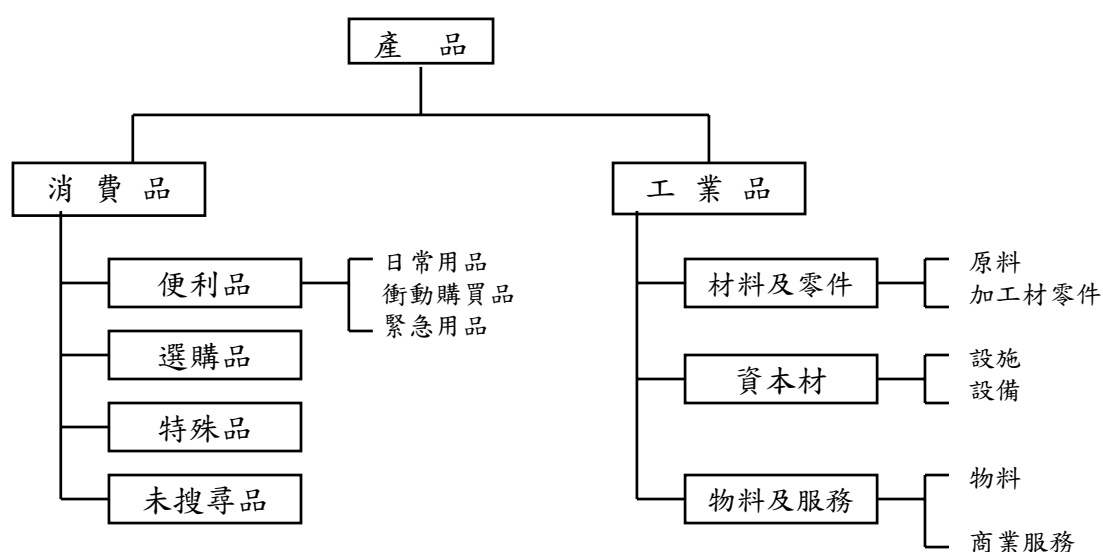 產 品
消 費 品
工 業 品
便利品
日常用品
衝動購買品
緊急用品
選購品
特殊品
未搜尋品
材料及零件
原料
加工材零件
資本材
設施
設備
物料及服務
物料
商業服務